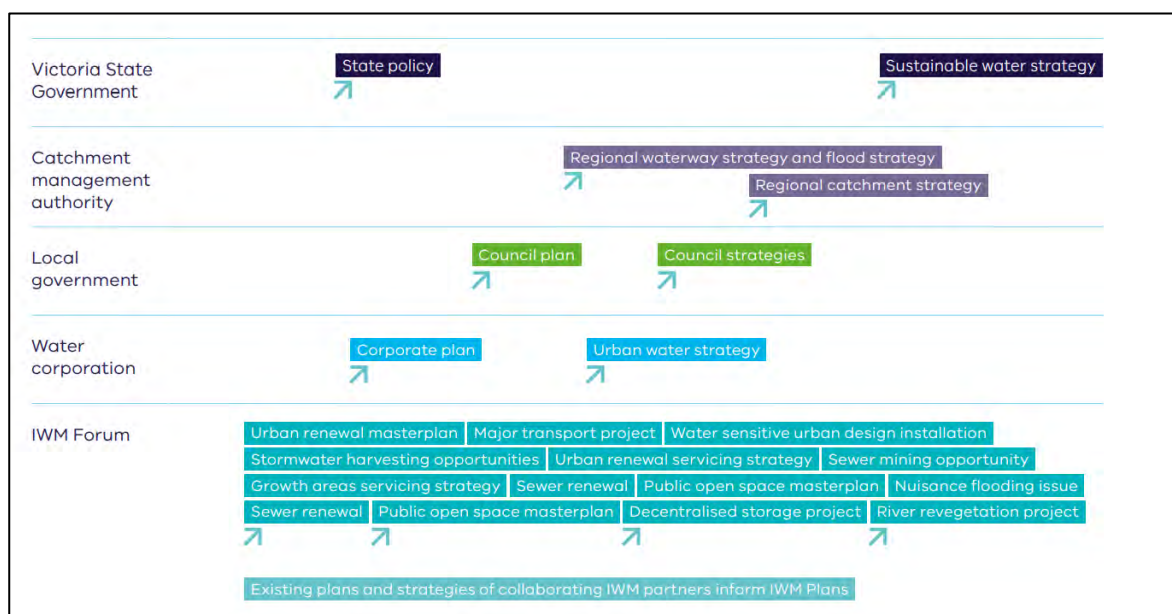 Victoria State
Government
State policy
Sustainable water strategy
Catchment
management
authority
Regional waterway strategy and flood strategy
Regional catchment strategy
Local
government
Council plan
Council strategies
Water
corporation
Corporate plan
Urban water strategy
IWM Forum
Urban renewal masterplan Major transport project Water sensitive urban design installation
Stormwater harvesting opportunities Urban renewal servicing strategy Sewer mining opportunity
Growth areas servicing strategy Sewer renewal Public open space masterplan Nuisance flooding issue
Sewer renewal Public open space masterplan Decentralised storage project River revegetation project
Existing plans and strategies of collaborating IWM partners inform IWM Plans